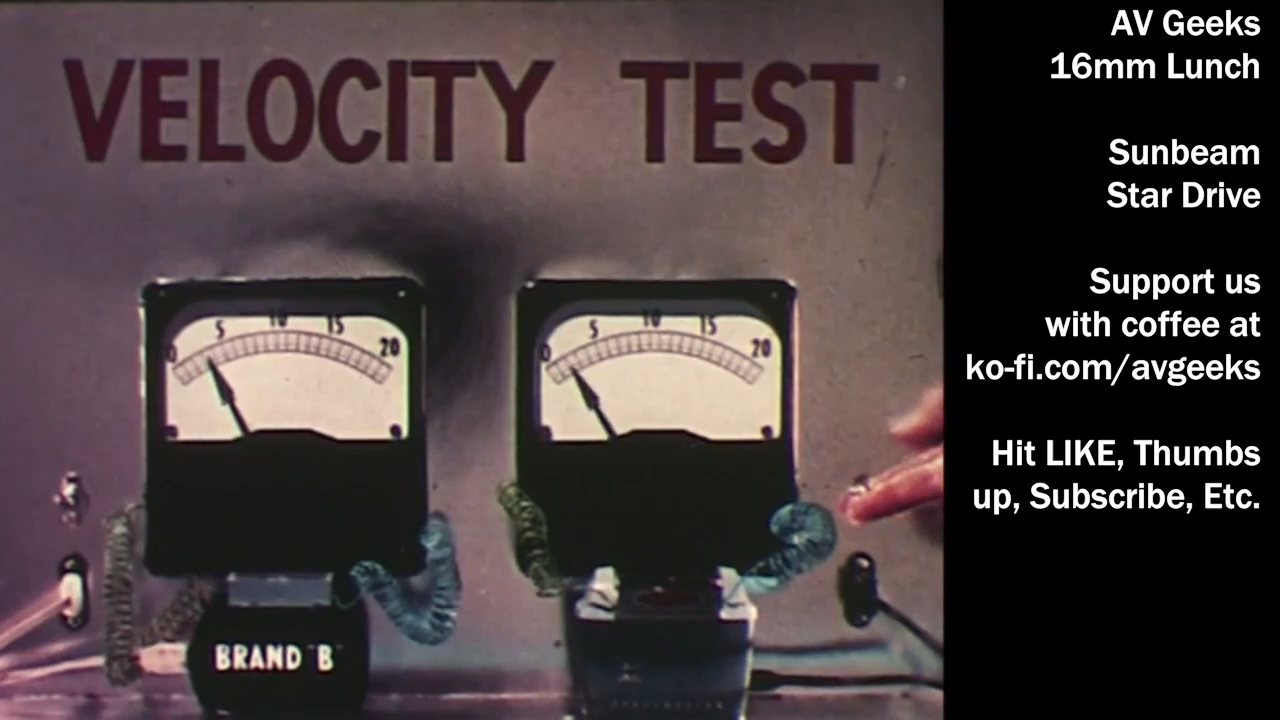 VELOCITY TEST
0 5 10 15 20
0 5 10 15 20
BRAND "B"
AV Geeks
16mm Lunch
Sunbeam
Star Drive
Support us
with coffee at
ko-fi.com/avgeeks
Hit LIKE, Thumbs
up, Subscribe, Etc.